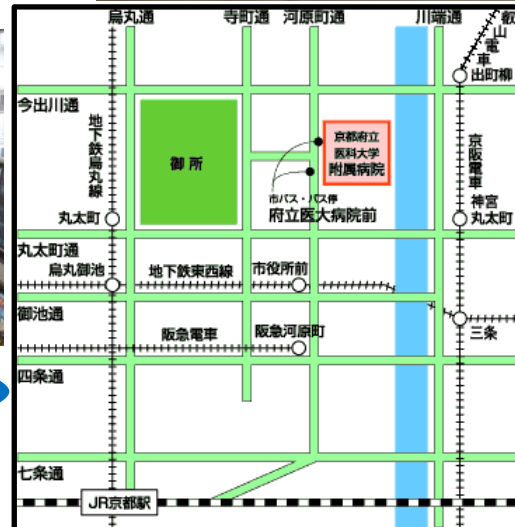 烏丸通
寺町通
河原町通
川端通
叡山電車
出町柳
今出川通
地下鉄烏丸線
御所
京都府立
医科大学
附属病院
京阪電車
市バス・バス停
府立医大病院前
神宮
丸太町
丸太町
丸太町通
烏丸御池
地下鉄東西線
市役所前
御池通
阪急電車
阪急河原町
三条
四条通
七条通
JR京都駅